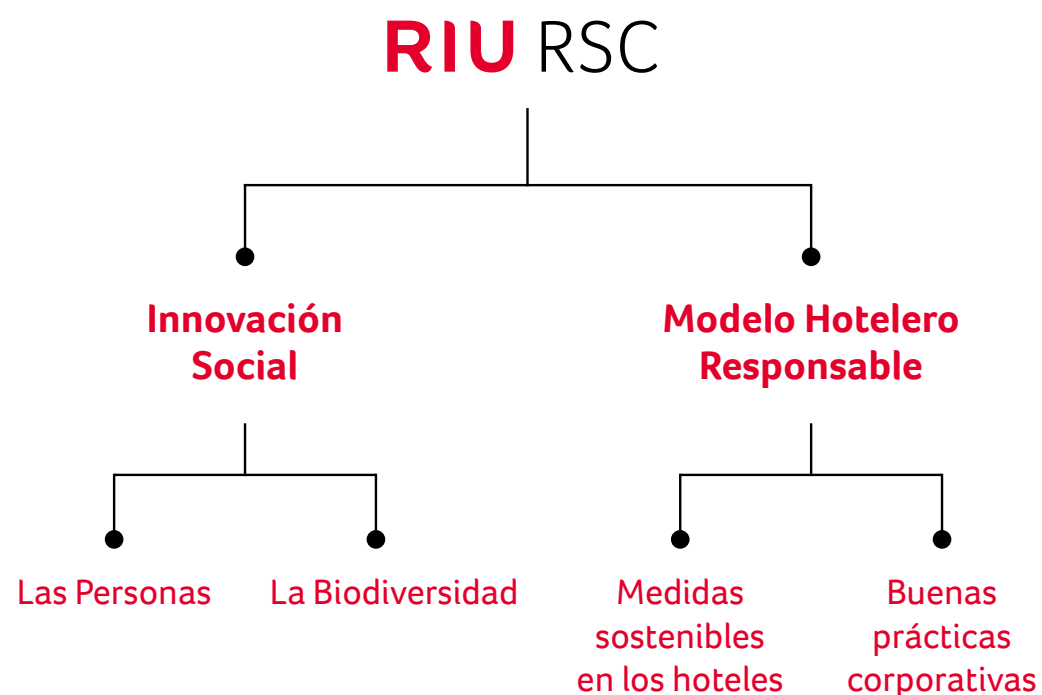 RIU RSC
Innovación
Social
Modelo Hotelero
Responsable
Las Personas
La Biodiversidad
Medidas
sostenibles
en los hoteles
Buenas
prácticas
corporativas